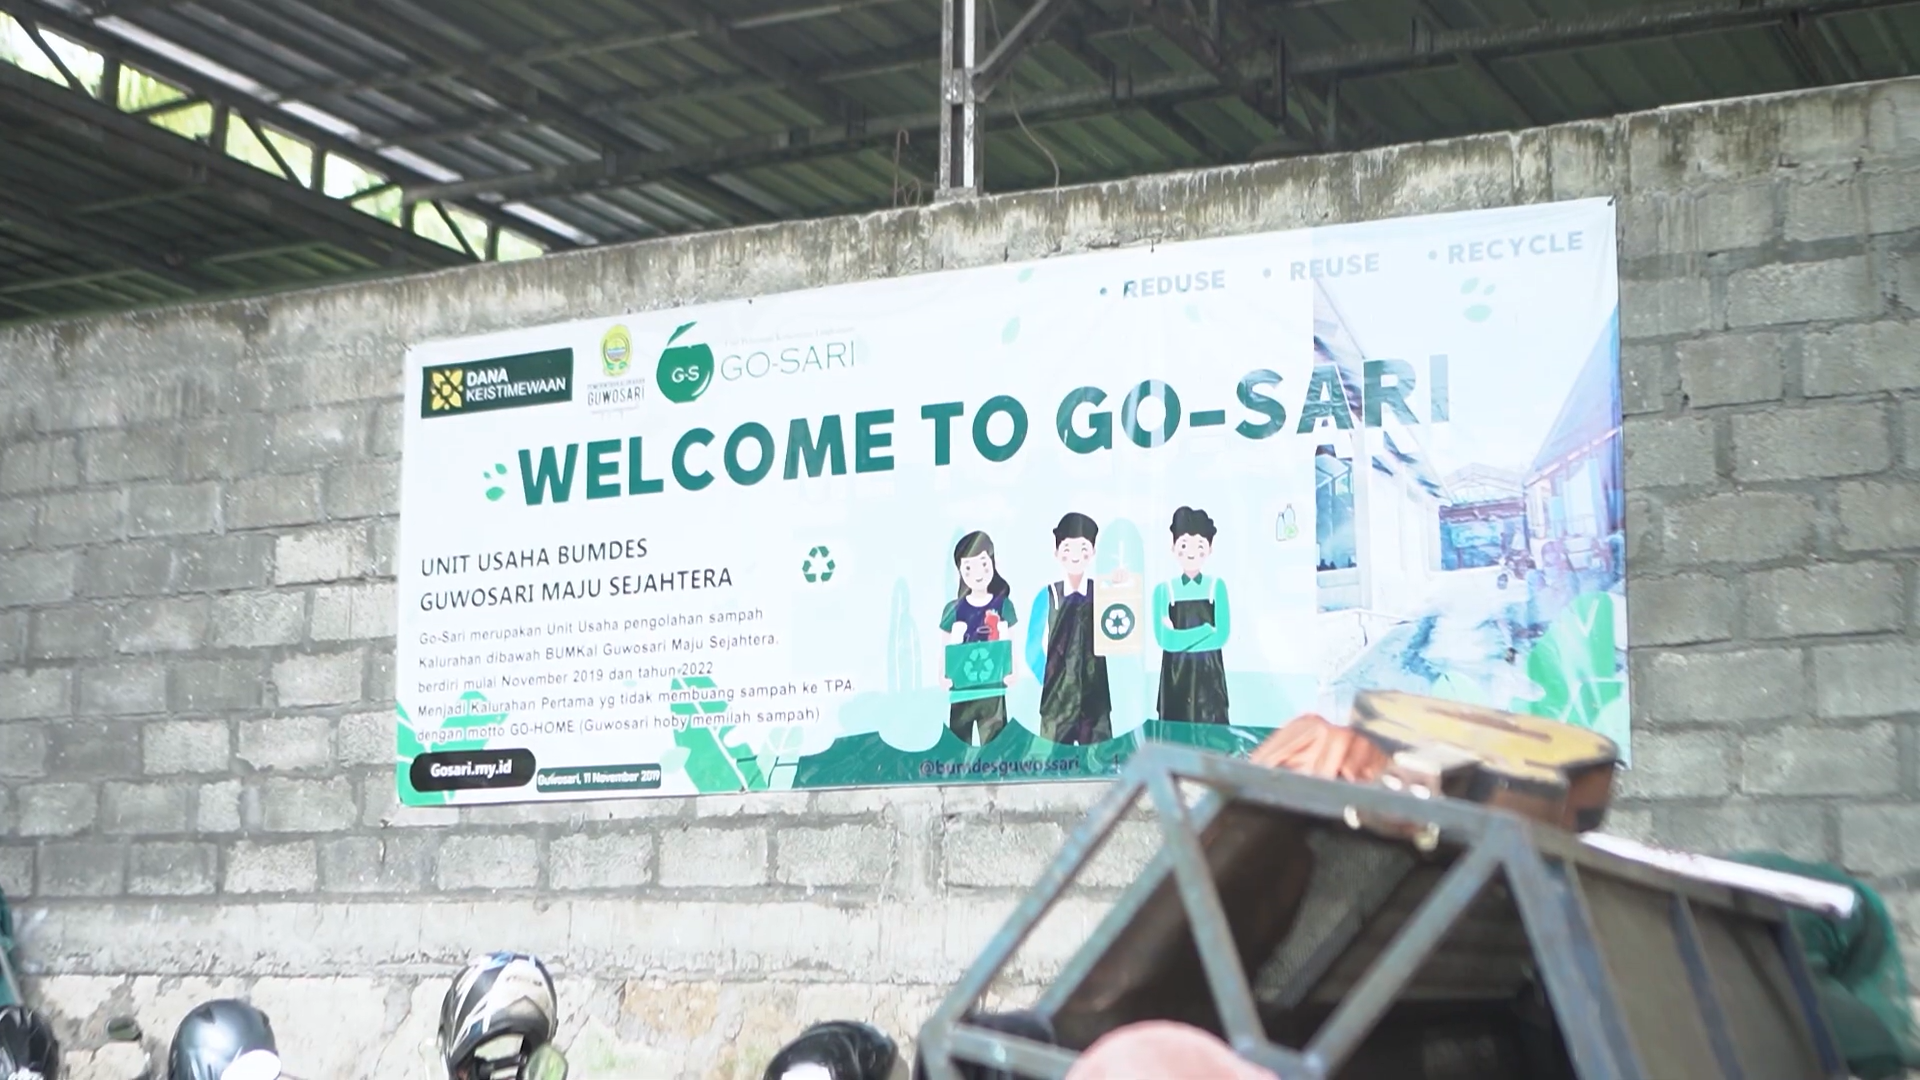 • REDUSE • REUSE • RECYCLE
DANA
KEISTIMEWAAN
GUWOSARI
G-S
GO-SARI
WELCOME TO GO-SARI
UNIT USAHA BUMDES
GUWOSARI MAJU SEJAHTERA
Go-Sari merupakan Unit Usaha pengolahan sampah
Kalurahan dibawah BUMKal Guwosari Maju Sejahtera,
berdiri mulai November 2019 dan tahun 2022
Menjadi Kalurahan Pertama yg tidak membuang sampah ke TPA
dengan motto GO-HOME (Guwosari hoby memilah sampah)
Gosari.my.id
Guwosari, 11 November 2019
@bumdesguwosari